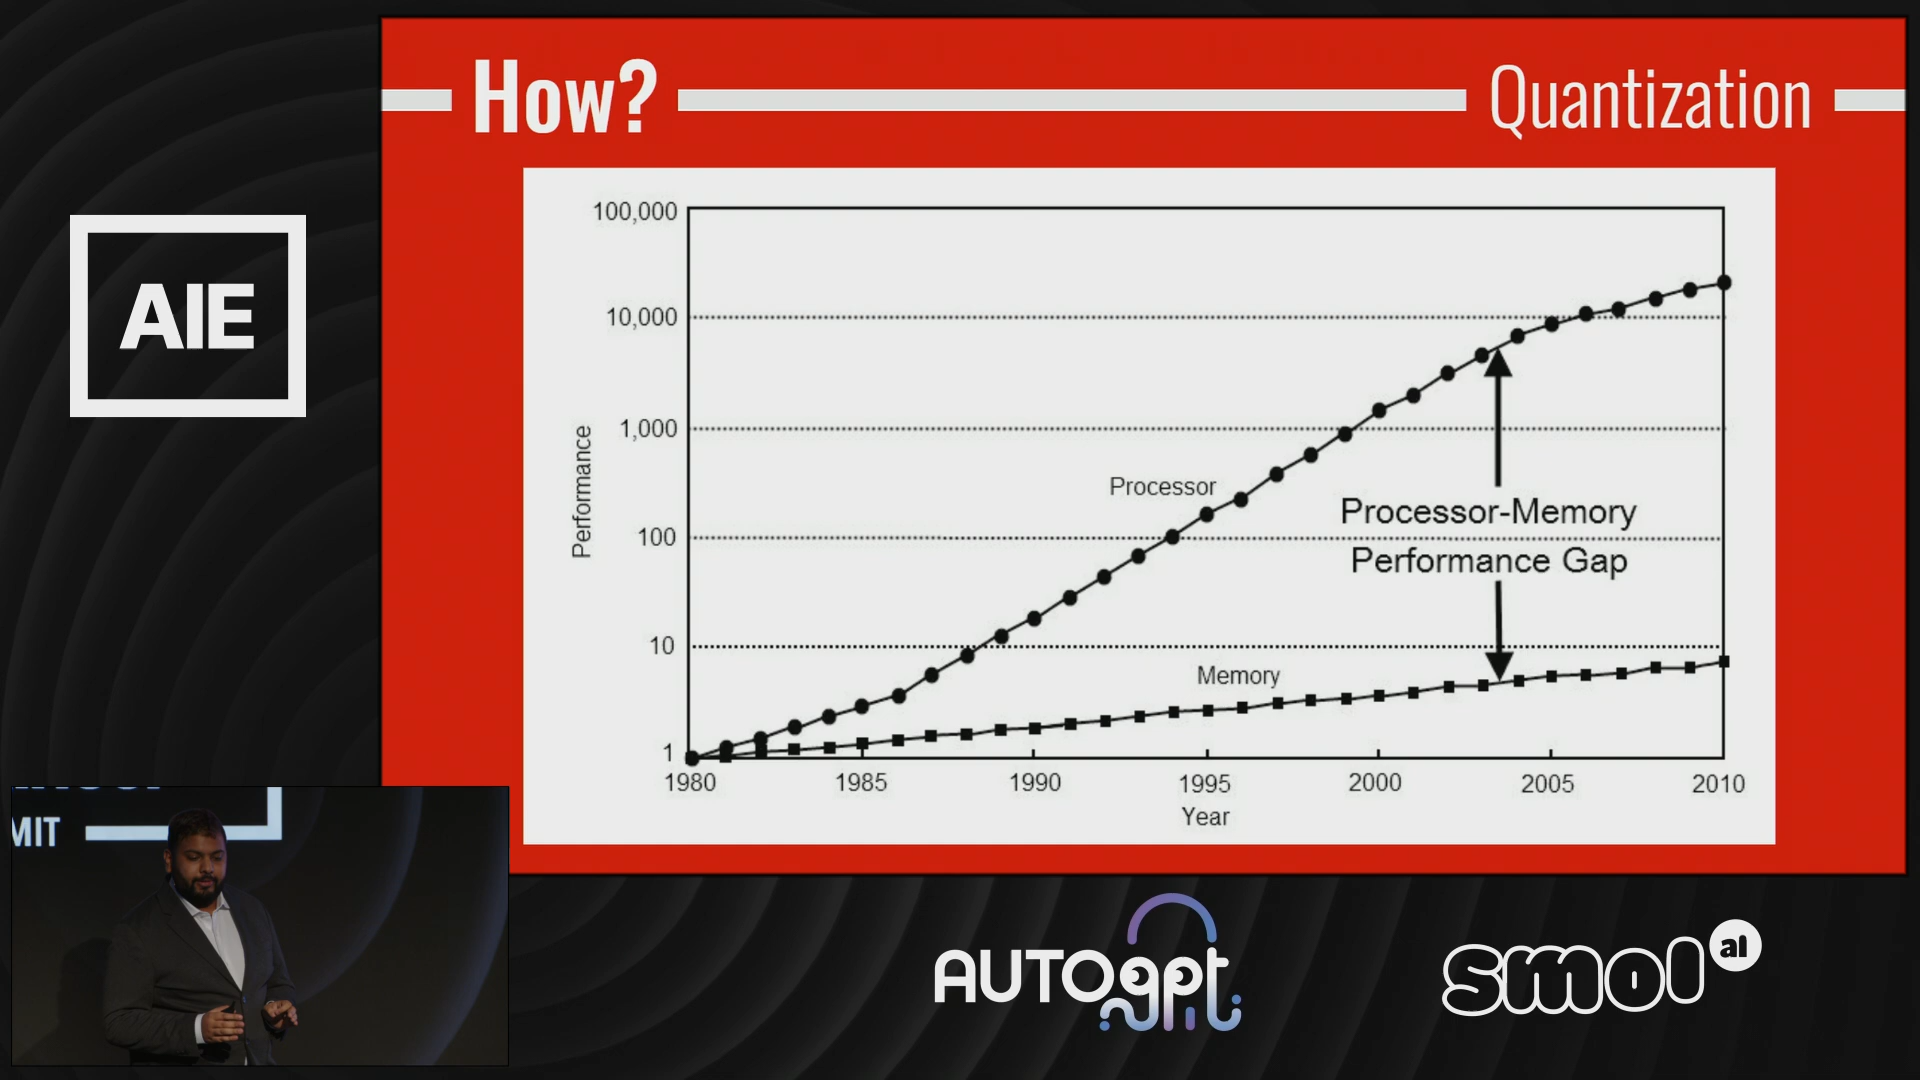 How?
Quantization
AIE
100,000
10,000
1,000
100
10
1
Performance
Processor
Processor-Memory
Performance Gap
Memory
1980
1985
1990
1995
2000
2005
2010
Year
MIT
AUTOgpt
smol ai